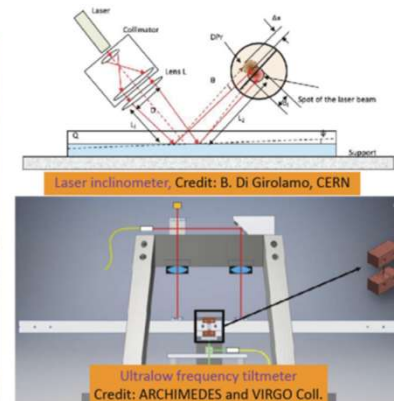 Laser
Collimator
Lens L
Δx
DPr
θ
D
L₁
L₂
Spot of the laser beam
Q
Ψ
Support
Laser inclinometer, Credit: B. Di Girolamo, CERN
Ultralow frequency tiltmeter
Credit: ARCHIMEDES and VIRGO Coll.